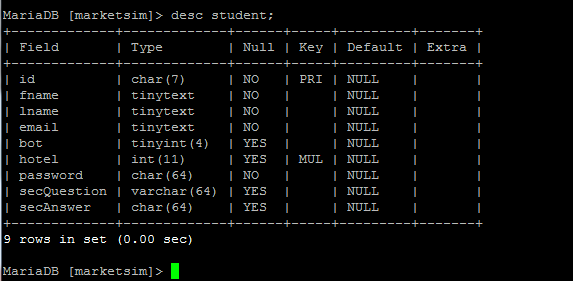 MariaDB [marketsim]> desc student;
+-------------+-------------+------+-----+---------+-------+
| Field       | Type        | Null | Key | Default | Extra |
+-------------+-------------+------+-----+---------+-------+
| id          | char(7)     | NO   | PRI | NULL    |       |
| fname       | tinytext    | NO   |     | NULL    |       |
| lname       | tinytext    | NO   |     | NULL    |       |
| email       | tinytext    | NO   |     | NULL    |       |
| bot         | tinyint(4)  | YES  |     | NULL    |       |
| hotel       | int(11)     | YES  | MUL | NULL    |       |
| password    | char(64)    | NO   |     | NULL    |       |
| secQuestion | varchar(64) | YES  |     | NULL    |       |
| secAnswer   | char(64)    | YES  |     | NULL    |       |
+-------------+-------------+------+-----+---------+-------+
9 rows in set (0.00 sec)
MariaDB [marketsim]>